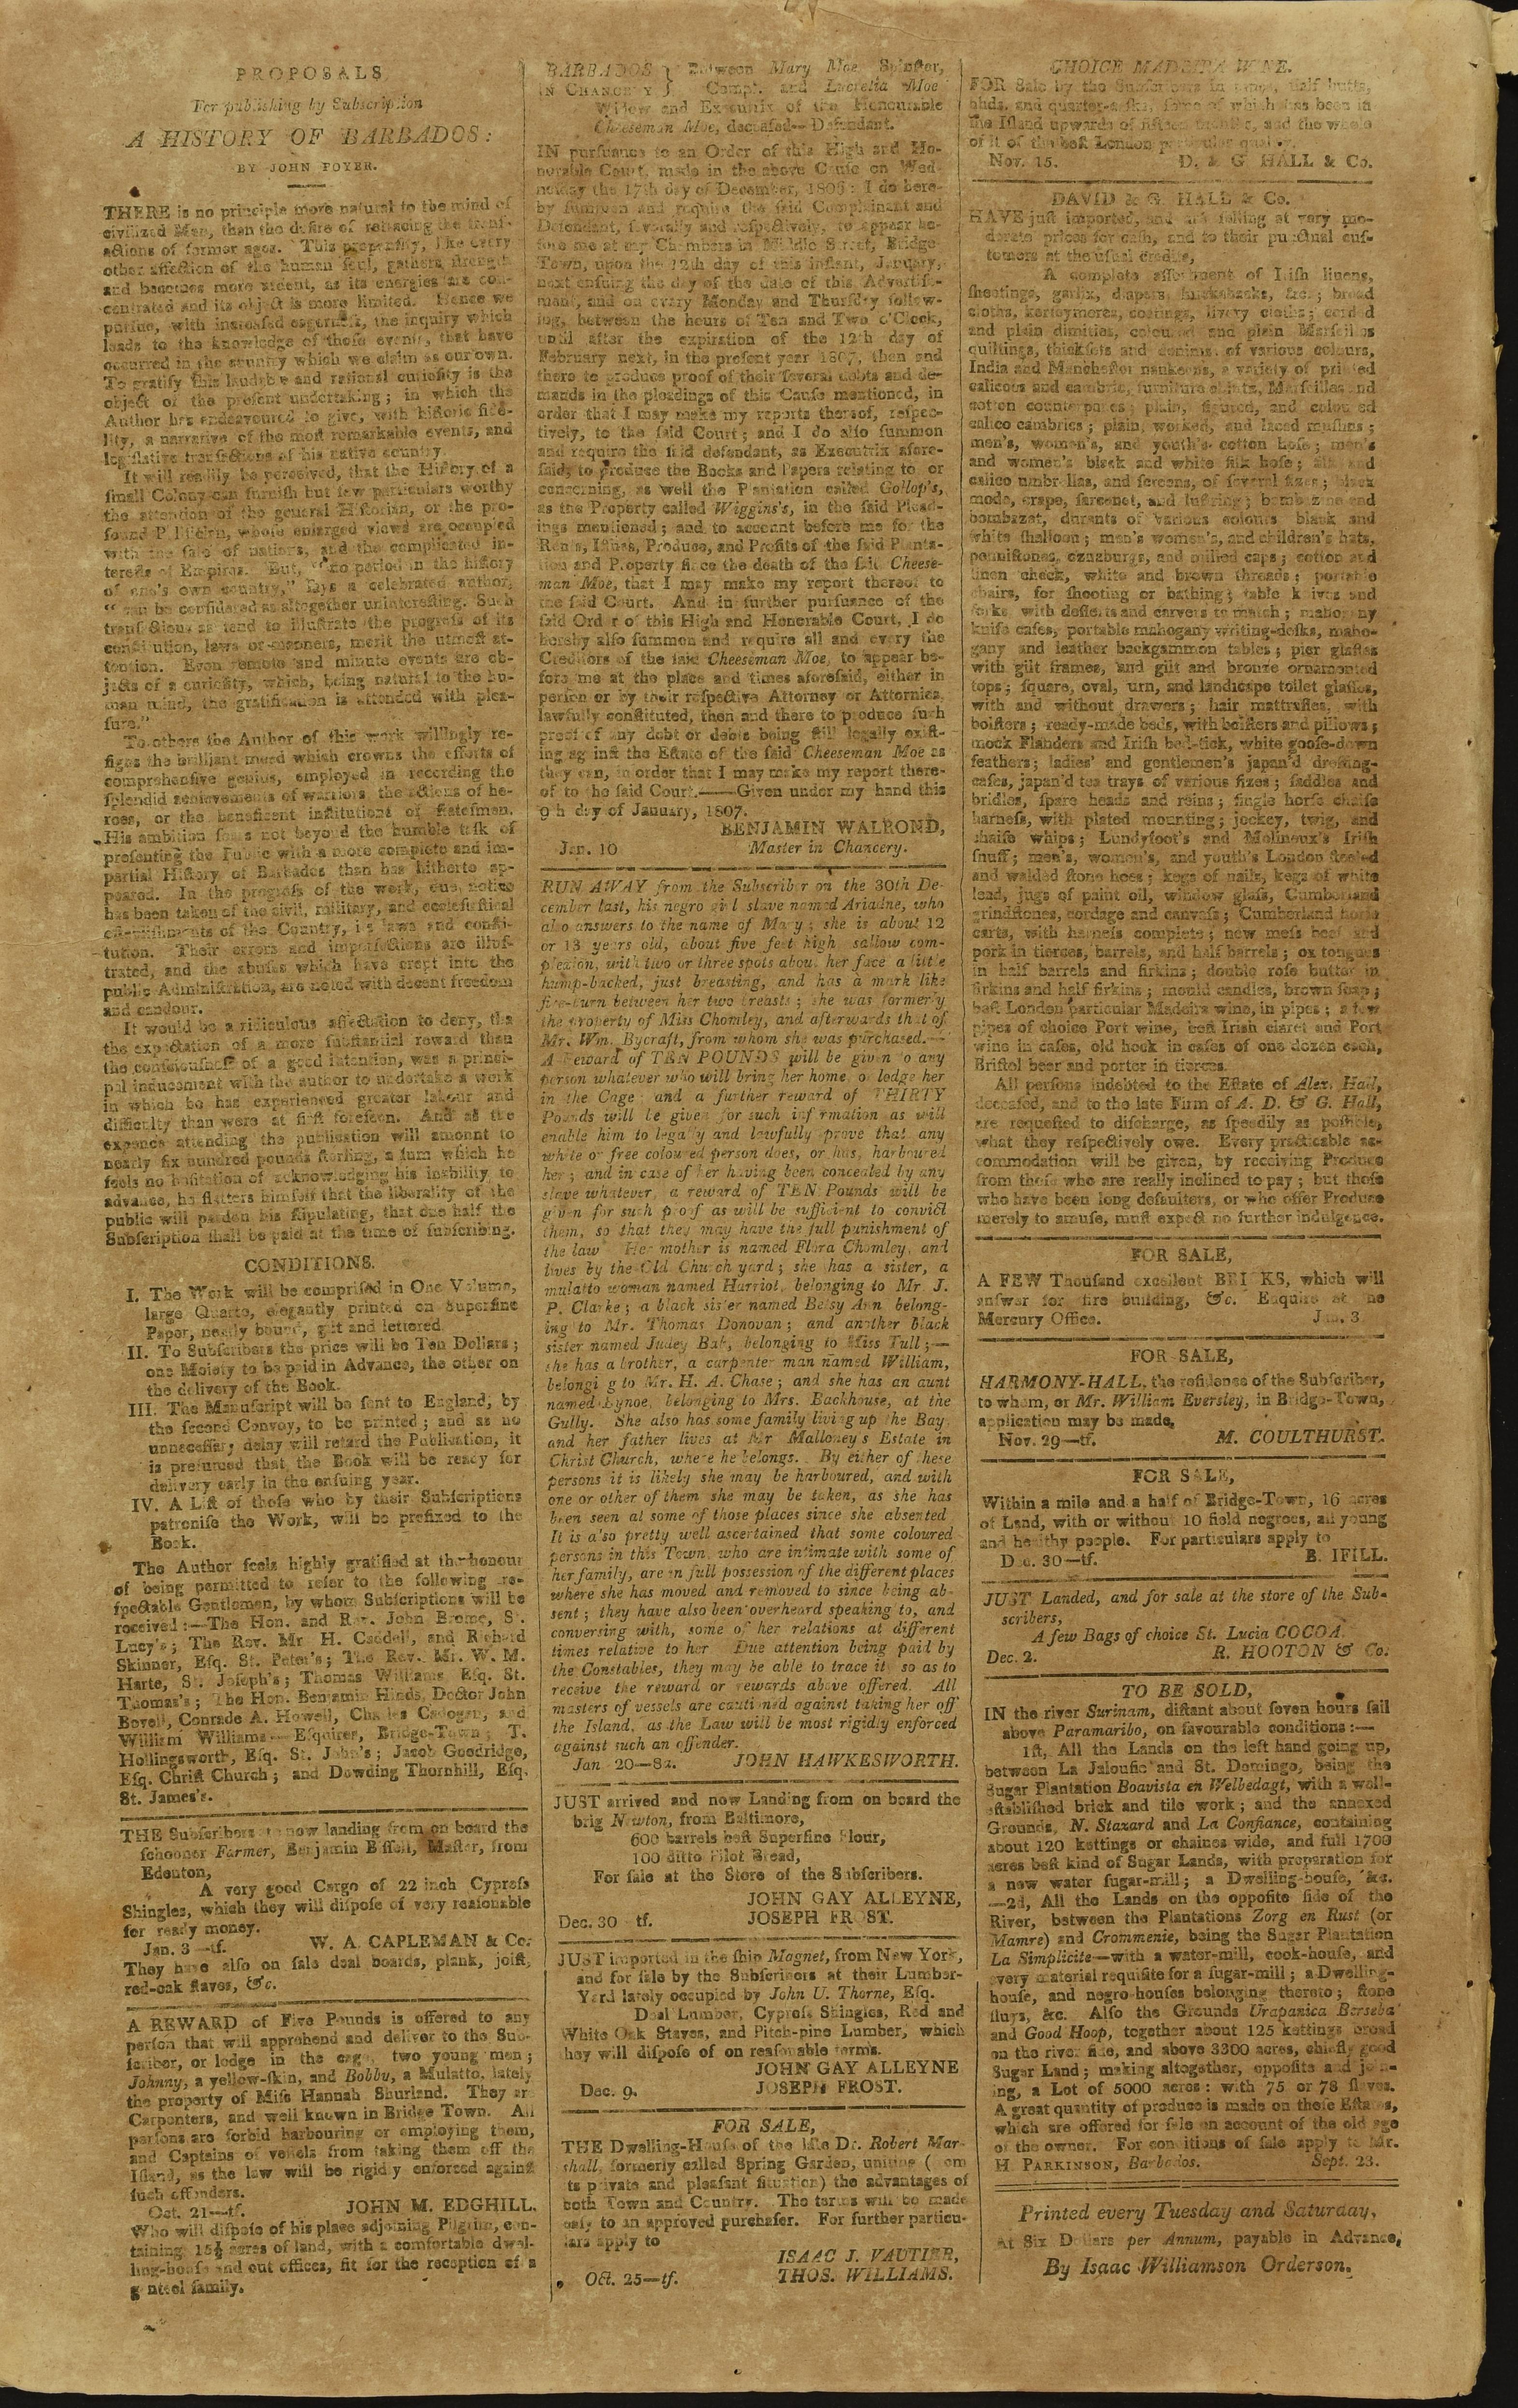 PROPOSALS
For publishing by Subscription
A HISTORY OF BARBADOS:
BY JOHN POYER.
THERE is no principle more natural to the mind of
civilized Man, than the desire of retracing the trans-
actions of former ages. This propensity, like every
other affection of the human soul, gathers strength
and becomes more ardent, as its energies are con-
centrated and its object is more limited. Hence we
pursue, with increased eagerness, the inquiry which
leads to the knowledge of those events, that have
occurred in the country which we claim as our own.
To gratify this laudable and rational curiosity is the
object of the present undertaking; in which the
Author has endeavoured to give, with historic fide-
lity, a narrative of the most remarkable events, and
legislative transactions of his native country.
It will readily be perceived, that the History of a
small Colony can furnish but few particulars worthy
the attention of the general Historian, or the pro-
found P, whose enlarged views are occupied
with the fate of nations, and the complicated in-
terests of Empires. But, "no period in the history
of one's own country," says a celebrated author,
"can be considered as altogether uninteresting. Such
transactions as tend to illustrate the progress of its
constitution, laws or manners, merit the utmost at-
tention. Even remote and minute events are ob-
jects of a curiosity, which, being natural to the hu-
man mind, the gratification is attended with plea-
sure."
To others the Author of this work willingly re-
signs the brilliant meed which crowns the efforts of
comprehensive genius, employed in recording the
splendid achievements of warriors the actions of he-
roes, or the beneficent institutions of statesmen.
His ambition soars not beyond the humble task of
presenting the Public with a more complete and im-
partial History of Barbados than has hitherto ap-
peared. In the progress of the work, due notice
has been taken of the civil, military, and ecclesiastical
establishments of the Country, its laws and consti-
tution. Their errors and imperfections are illus-
trated, and the abuses which have crept into the
public Administration, are noted with decent freedom
and candour.
It would be a ridiculous affectation to deny, tha
the expectation of a more substantial reward than
the consciousness of a good intention, was a princi-
pal inducement with the author to undertake a work
in which he has experienced greater labour and
difficulty than were at first foreseen. And as the
expence attending the publication will amount to
nearly six hundred pounds sterling, a sum which he
feels no hesitation of acknowledging his inability to
advance, he flatters himself that the liberality of the
public will pardon his stipulating, that one half the
Subscription shall be paid at the time of subscribing.
CONDITIONS.
I. The Work will be comprised in One Volume,
large Quarto, elegantly printed on Superfine
Paper, neatly bound, gilt and lettered
II. To Subscribers the price will be Ten Dollars;
one Moiety to be paid in Advance, the other on
the delivery of the Book.
III. The Manuscript will be sent to England, by
the second Convoy, to be printed; and as no
unnecessary delay will retard the Publication, it
is presumed that the Book will be ready for
delivery early in the ensuing year.
IV. A List of those who by their Subscriptions
patronise the Work, will be prefixed to the
Book.
The Author feels highly gratified at the honour
of being permitted to refer to the following re-
spectable Gentlemen, by whom Subscriptions will be
received:—The Hon. and Rev. John Brome, St.
Lucy's; The Rev. Mr. H. Caddell, and Richard
Skinner, Esq. St. Peter's; The Rev. Mr. W. M.
Harte, St. Joseph's; Thomas Williams Esq. St.
Thomas's; The Hon. Benjamin Hinds, Doctor John
Bovell, Conrade A. Howell, Charles Cadogan, and
William Williams—Esquires, Bridge-Town; T.
Hollingsworth, Esq. St. John's; Jacob Goodridge,
Esq. Christ Church; and Dowding Thornhill, Esq.
St. James's.
THE Subscribers now landing from on board the
schooner Farmer, Benjamin Bissell, Master, from
Edenton,
A very good Cargo of 22 inch Cypress
Shingles, which they will dispose of very reasonable
for ready money.
Jan. 3—tf. W. A. CAPLEMAN & Co.
They have also on sale deal boards, plank, joist,
red-oak staves, &c.
A REWARD of Five Pounds is offered to any
person that will apprehend and deliver to the Sub-
scriber, or lodge in the cage, two young men;
Johnny, a yellow-skin, and Bobby, a Mulatto, lately
the property of Miss Hannah Shurland. They are
Carpenters, and well known in Bridge Town. All
persons are forbid harbouring or employing them,
and Captains of vessels from taking them off the
Island, as the law will be rigidly enforced against
such offenders.
Oct. 21—tf. JOHN M. EDGHILL.
Who will dispose of his place adjoining Pilgrim, con-
taining 15½ acres of land, with a comfortable dwel-
ling-house and out offices, fit for the reception of a
genteel family.
BARBADOS } Between Mary Moe Spinster,
IN CHANCERY } Compt. and Lucretia Moe
Widow and Executrix of the Honourable
Cheeseman Moe, deceased—Defendant.
IN pursuance to an Order of this High and Ho-
norable Court, made in the above Cause on Wed-
nesday the 17th day of December, 1806: I do here-
by summon and require the said Complainant and
Defendant, severally and respectively, to appear be-
fore me at my Chambers in Middle Street, Bridge-
Town, upon the 12th day of this instant, January,
next ensuing the day of the date of this Advertise-
ment, and on every Monday and Thursday follow-
ing, between the hours of Ten and Two o'Clock,
until after the expiration of the 12th day of
February next, in the present year 1807, then and
there to produce proof of their several debts and de-
mands in the pleadings of this Cause mentioned, in
order that I may make my reports thereof, respec-
tively, to the said Court; and I do also summon
and require the said defendant, as Executrix afore-
said, to produce the Books and Papers relating to or
concerning, as well the Plantation called Gollop's,
as the Property called Wiggins's, in the said Plead-
ings mentioned; and to account before me for the
Rents, Issues, Produce, and Profits of the said Planta-
tion and Property since the death of the said Cheese-
man Moe, that I may make my report thereof to
the said Court. And in further pursuance of the
said Order of this High and Honorable Court, I do
hereby also summon and require all and every the
Creditors of the said Cheeseman Moe, to appear be-
fore me at the place and times aforesaid, either in
person or by their respective Attorney or Attornies,
lawfully constituted, then and there to produce such
proof of any debt or debts being still legally exist-
ing against the Estate of the said Cheeseman Moe as
they can, in order that I may make my report there-
of to the said Court.——Given under my hand this
9h day of January, 1807.
BENJAMIN WALROND,
Jan. 10 Master in Chancery.
RUN AWAY from the Subscriber on the 30th De-
cember last, his negro girl slave named Ariadne, who
also answers to the name of Mary; she is about 12
or 13 years old, about five feet high, sallow com-
plexion, with two or three spots about her face a little
hump-backed, just breasting, and has a mark like
fire-burn between her two breasts; she was formerly
the property of Miss Chomley, and afterwards that of
Mr. Wm. Bycraft, from whom she was purchased.—
A Reward of TEN POUNDS will be given to any
person whatever who will bring her home, or lodge her
in the Cage; and a further reward of THIRTY
Pounds will be given for such information as will
enable him to legally and lawfully prove that any
white or free coloured person does, or has, harboured
her; and in case of her having been concealed by any
slave whatever, a reward of TEN Pounds will be
given for such proof as will be sufficient to convict
them, so that they may have the full punishment of
the law Her mother is named Flora Chomley, and
lives by the Old Church yard; she has a sister, a
mulatto woman named Harriot, belonging to Mr. J.
P. Clarke; a black sister named Betsy Ann belong-
ing to Mr. Thomas Donovan; and another black
sister named Judey Bab, belonging to Miss Tull;—
she has a brother, a carpenter man named William,
belonging to Mr. H. A. Chase; and she has an aunt
named Lynoe, belonging to Mrs. Backhouse, at the
Gully. She also has some family living up the Bay
and her father lives at Mr Malloney's Estate in
Christ Church, where he belongs. By either of these
persons it is likely she may be harboured, and with
one or other of them she may be taken, as she has
been seen at some of those places since she absented
It is also pretty well ascertained that some coloured
persons in this Town, who are intimate with some of
her family, are in full possession of the different places
where she has moved and removed to since being ab-
sent; they have also been overheard speaking to, and
conversing with, some of her relations at different
times relative to her Due attention being paid by
the Constables, they may be able to trace it so as to
receive the reward or rewards above offered. All
masters of vessels are cautioned against taking her off
the Island, as the Law will be most rigidly enforced
against such an offender.
Jan 20—82. JOHN HAWKESWORTH.
JUST arrived and now Landing from on board the
brig Newton, from Baltimore,
600 barrels best Superfine Flour,
100 ditto Pilot Bread,
For sale at the Store of the Subscribers.
JOHN GAY ALLEYNE,
Dec. 30 tf. JOSEPH FROST.
JUST imported in the ship Magnet, from New York,
and for sale by the Subscribers at their Lumber-
Yard lately occupied by John U. Thorne, Esq.
Deal Lumber, Cypress Shingles, Red and
White Oak Staves, and Pitch-pine Lumber, which
they will dispose of on reasonable terms.
JOHN GAY ALLEYNE
Dec. 9. JOSEPH FROST.
FOR SALE,
THE Dwelling-House of the late Dr. Robert Mar-
shall, formerly called Spring Garden, uniting (from
its private and pleasant situation) the advantages of
both Town and Country. The terms will be made
easy to an approved purchaser. For further particu-
lars apply to
ISAAC J. VAUTIER,
Oct. 25—tf. THOS. WILLIAMS.
CHOICE MADEIRA WINE.
FOR Sale by the Subscribers in pipes, half butts,
hhds. and quarter-casks, some of which has been in
the Island upwards of fifteen months, and the whole
of it of the best London particular quality.
Nov. 15. D. & G. HALL & Co.
DAVID & G. HALL & Co.
HAVE just imported, and are selling at very mo-
derate prices for cash, and to their punctual cus-
tomers at the usual credits,
A complete assortment of Irish linens,
sheetings, garlix, diapers, huckabacks, &c.; broad
cloths, kerseymeres, coatings, livery cloths; corded
and plain dimities, coloured and plain Marseilles
quiltings, thicksets and denims, of various colours,
India and Manchester nankeens, a variety of printed
calicoes and cambric, furniture chintz, Marseilles and
cotton counterpanes; plain, figured, and coloured
calico cambrics; plain, worked, and laced muslins;
men's, women's, and youth's cotton hose; men's
and women's black and white silk hose; silk and
calico umbrellas, and screens, of several sizes; black
mode, crape, sarcenet, and lustring; bombazine and
bombazet, durants of various colours black and
white shalloon; men's women's, and children's hats,
pennistones, oznaburgs, and milled caps; cotton and
linen check, white and brown threads; portable
chairs, for shooting or bathing; table knives and
forks, with desserts and carvers to match; mahogany
knife cases, portable mahogany writing-desks, maho-
gany and leather backgammon tables; pier glasses
with gilt frames, and gilt and bronze ornamented
tops; square, oval, urn, and landscape toilet glasses,
with and without drawers; hair mattrasses, with
bolsters; ready-made beds, with bolsters and pillows;
mock Flanders and Irish bed-tick, white goose-down
feathers; ladies' and gentlemen's japan'd dressing-
cases, japan'd tea trays of various sizes; saddles and
bridles, spare heads and reins; single horse chaise
harness, with plated mounting; jockey, twig, and
chaise whips; Lundyfoot's and Molineux's Irish
snuff; men's, women's, and youth's London steeled
and walded stone hoes; kegs of nails, kegs of white
lead, jugs of paint oil, window glass, Cumberland
grindstones, cordage and canvass; Cumberland horse
carts, with harness complete; new mess beef and
pork in tierces, barrels, and half barrels; ox tongues
in half barrels and firkins; double rose butter in
firkins and half firkins; mould candles, brown soap;
best London particular Madeira wine, in pipes; a few
pipes of choice Port wine, best Irish claret and Port
wine in cases, old hock in cases of one dozen each,
Bristol beer and porter in tierces.
All persons indebted to the Estate of Alex. Hall,
deceased, and to the late Firm of A. D. & G. Hall,
are requested to discharge, as speedily as possible,
what they respectively owe. Every practicable ac-
commodation will be given, by receiving Produce
from those who are really inclined to pay; but those
who have been long defaulters, or who offer Produce
merely to amuse, must expect no further indulgence.
FOR SALE,
A FEW Thousand excellent BRICKS, which will
answer for fire building, &c. Enquire at the
Mercury Office. Jan. 3
FOR SALE,
HARMONY-HALL, the residence of the Subscriber,
to whom, or Mr. William Eversley, in Bridge-Town,
application may be made.
Nov. 29—tf. M. COULTHURST.
FOR SALE,
Within a mile and a half of Bridge-Town, 16 acres
of Land, with or without 10 field negroes, all young
and healthy people. For particulars apply to
Dec. 30—tf. B. IFILL.
JUST Landed, and for sale at the store of the Sub-
scribers,
A few Bags of choice St. Lucia COCOA.
Dec. 2. R. HOOTON & Co.
TO BE SOLD,
IN the river Surinam, distant about seven hours sail
above Paramaribo, on favourable conditions:—
1st, All the Lands on the left hand going up,
between La Jalousie and St. Domingo, being the
Sugar Plantation Boavista en Welbedagt, with a well-
established brick and tile work; and the annexed
Grounds, N. Stazard and La Confiance, containing
about 120 kettings or chaines wide, and full 1700
acres best kind of Sugar Lands, with preparation for
a new water sugar-mill; a Dwelling-house, &c.
—2d, All the Lands on the opposite side of the
River, between the Plantations Zorg en Rust (or
Mamre) and Crommenie, being the Sugar Plantation
La Simplicite—with a water-mill, cook-house, and
every material requisite for a sugar-mill; a Dwelling-
house, and negro-houses belonging thereto; stone
sluys, &c. Also the Grounds Urapanica Berseba
and Good Hoop, together about 125 kettings broad
on the river side, and above 3300 acres, chiefly good
Sugar Land; making altogether, opposite and join-
ing, a Lot of 5000 acres: with 75 or 78 slaves.
A great quantity of produce is made on these Estates,
which are offered for sale on account of the old age
of the owner. For conditions of sale apply to Mr.
H PARKINSON, Barbados. Sept. 23.
Printed every Tuesday and Saturday,
At Six Dollars per Annum, payable in Advance,
By Isaac Williamson Orderson.